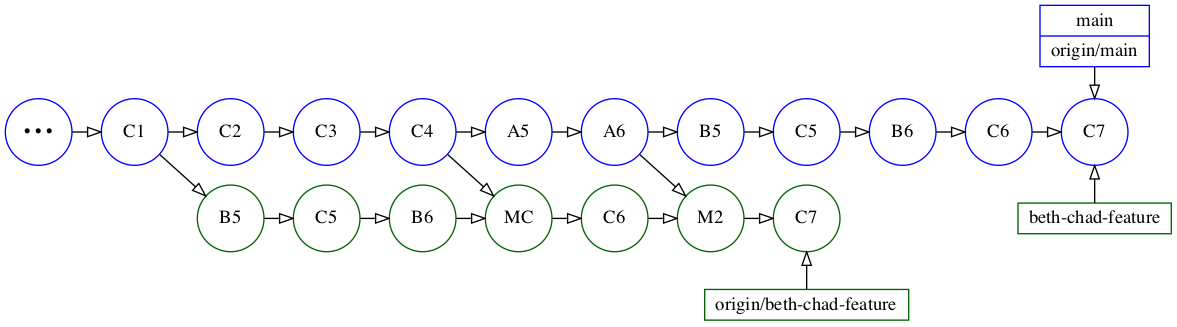 main
origin/main
... C1 C2 C3 C4 A5 A6 B5 C5 B6 C6 C7
B5 C5 B6 MC C6 M2 C7
beth-chad-feature
origin/beth-chad-feature